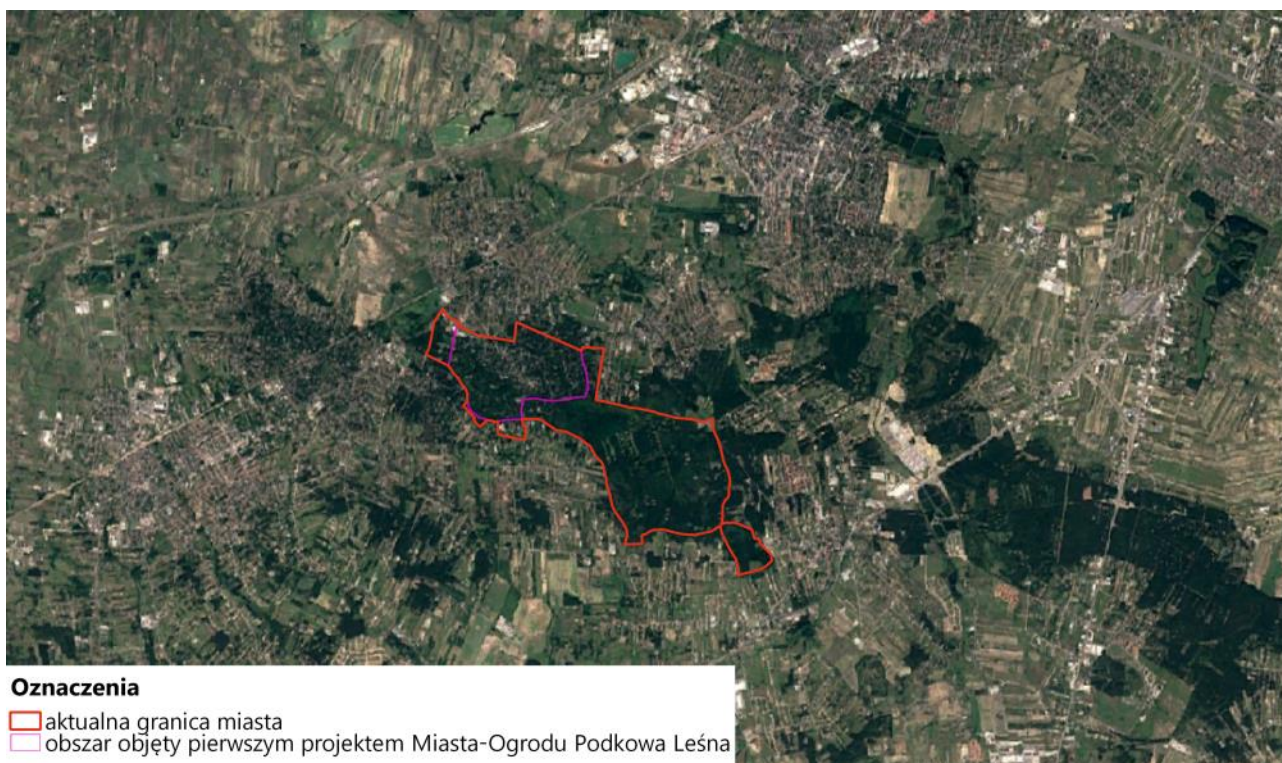 Oznaczenia
aktualna granica miasta
obszar objęty pierwszym projektem Miasta-Ogrodu Podkowa Leśna